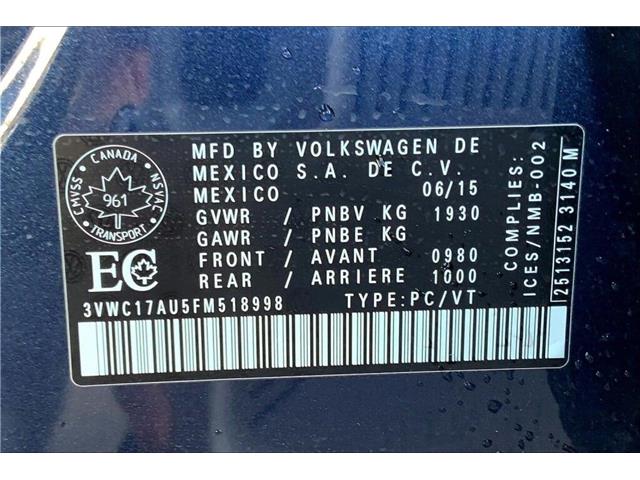 CANADA
CMVSS
NSVAC
961
TRANSPORT
EC
MFD BY VOLKSWAGEN DE
MEXICO S.A. DE C.V.
MEXICO 06/15
GVWR / PNBV KG 1930
GAWR / PNBE KG
FRONT / AVANT 0980
REAR / ARRIERE 1000
3VWC17AU5FM518998 TYPE:PC/VT
COMPLIES:
ICES/NMB-002
2513152 3140M